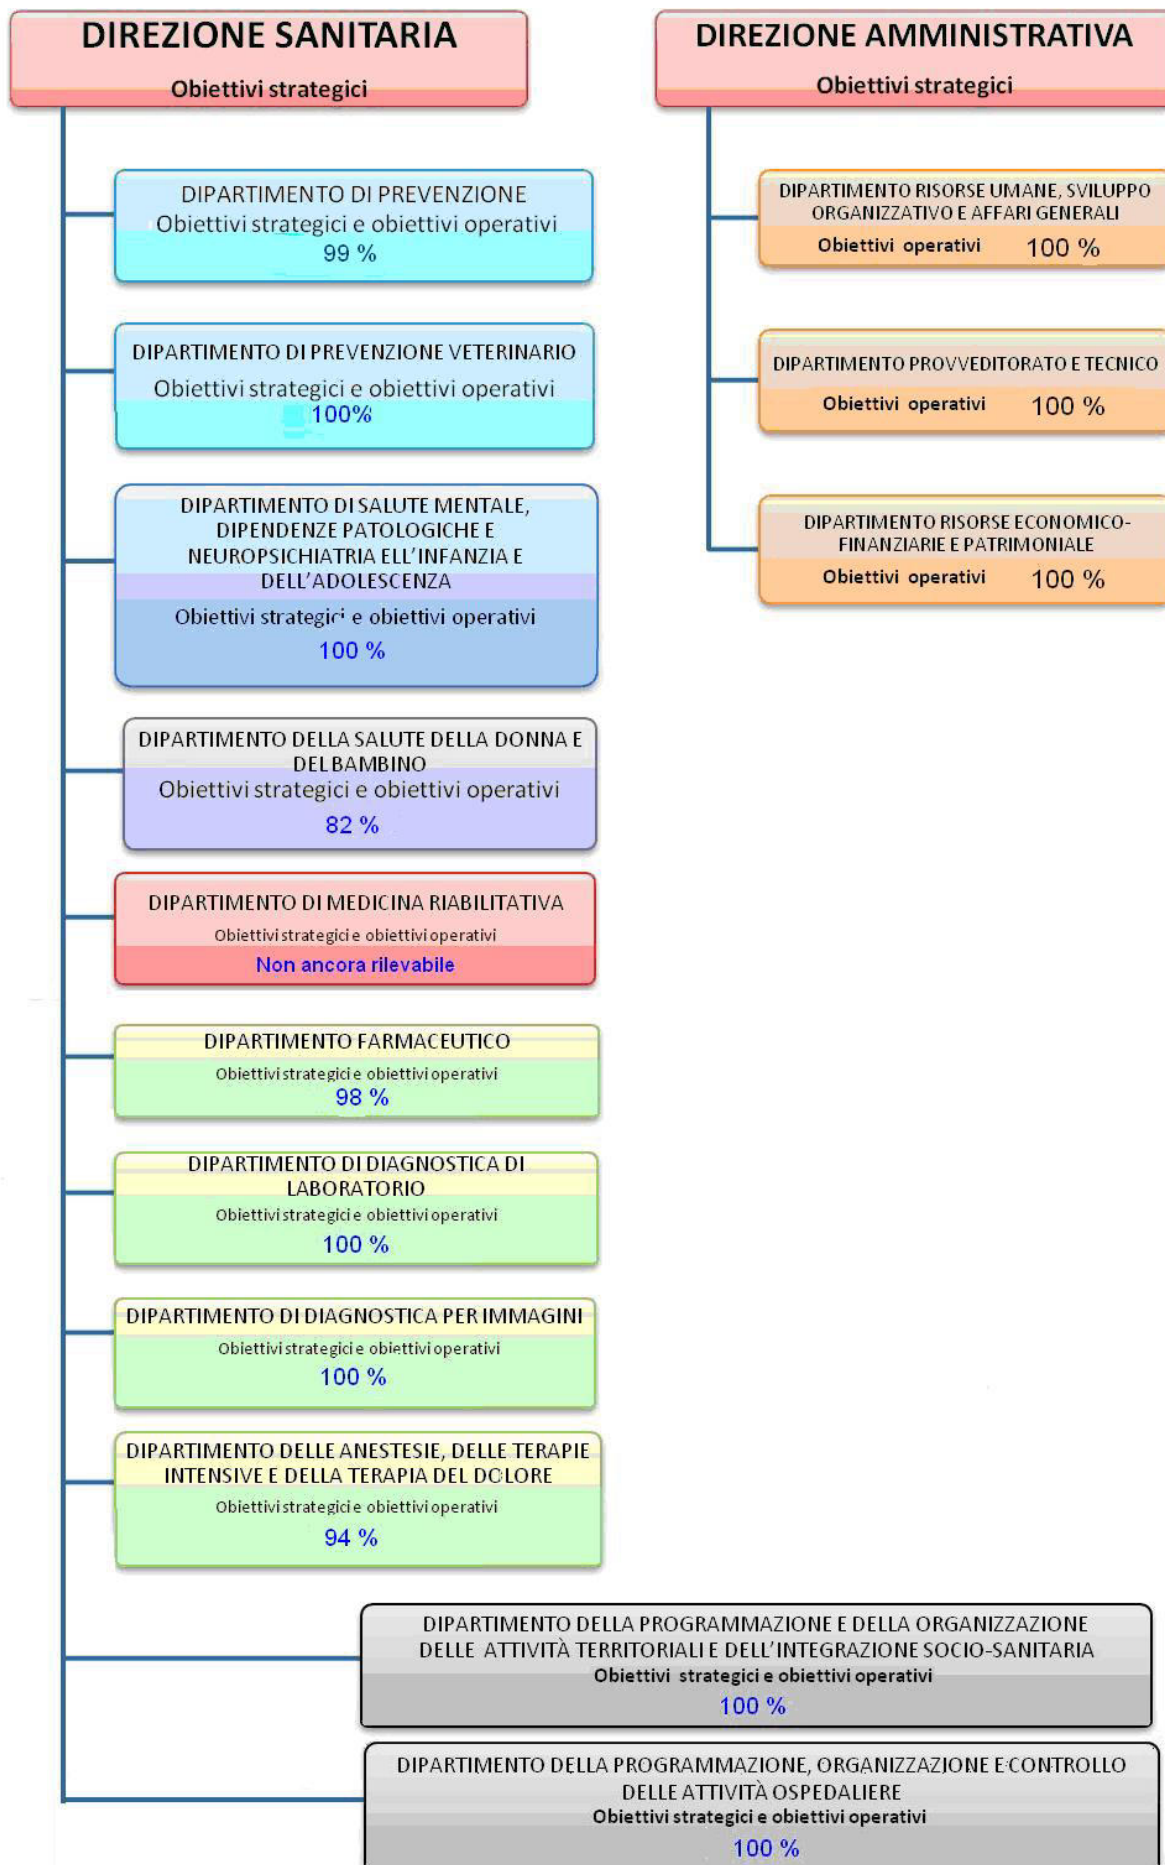 DIREZIONE SANITARIA
Obiettivi strategici
DIPARTIMENTO DI PREVENZIONE
Obiettivi strategici e obiettivi operativi
99 %
DIPARTIMENTO DI PREVENZIONE VETERINARIO
Obiettivi strategici e obiettivi operativi
100%
DIPARTIMENTO DI SALUTE MENTALE,
DIPENDENZE PATOLOGICHE E
NEUROPSICHIATRIA ELL'INFANZIA E
DELL'ADOLESCENZA
Obiettivi strategici e obiettivi operativi
100 %
DIPARTIMENTO DELLA SALUTE DELLA DONNA E
DEL BAMBINO
Obiettivi strategici e obiettivi operativi
82 %
DIPARTIMENTO DI MEDICINA RIABILITATIVA
Obiettivi strategici e obiettivi operativi
Non ancora rilevabile
DIPARTIMENTO FARMACEUTICO
Obiettivi strategici e obiettivi operativi
98 %
DIPARTIMENTO DI DIAGNOSTICA DI
LABORATORIO
Obiettivi strategici e obiettivi operativi
100 %
DIPARTIMENTO DI DIAGNOSTICA PER IMMAGINI
Obiettivi strategici e obiettivi operativi
100 %
DIPARTIMENTO DELLE ANESTESIE, DELLE TERAPIE
INTENSIVE E DELLA TERAPIA DEL DOLORE
Obiettivi strategici e obiettivi operativi
94 %
DIPARTIMENTO DELLA PROGRAMMAZIONE E DELLA ORGANIZZAZIONE
DELLE ATTIVITÀ TERRITORIALI E DELL'INTEGRAZIONE SOCIO-SANITARIA
Obiettivi strategici e obiettivi operativi
100 %
DIPARTIMENTO DELLA PROGRAMMAZIONE, ORGANIZZAZIONE E CONTROLLO
DELLE ATTIVITÀ OSPEDALIERE
Obiettivi strategici e obiettivi operativi
100 %
DIREZIONE AMMINISTRATIVA
Obiettivi strategici
DIPARTIMENTO RISORSE UMANE, SVILUPPO
ORGANIZZATIVO E AFFARI GENERALI
Obiettivi operativi 100 %
DIPARTIMENTO PROVVEDITORATO E TECNICO
Obiettivi operativi 100 %
DIPARTIMENTO RISORSE ECONOMICO-
FINANZIARIE E PATRIMONIALE
Obiettivi operativi 100 %